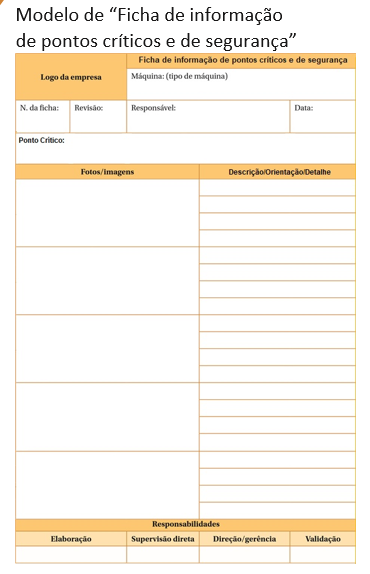 Modelo de “Ficha de informação
de pontos críticos e de segurança”
Ficha de informação de pontos críticos e de segurança
Logo da empresa
Máquina: (tipo de máquina)
N. da ficha: Revisão: Responsável: Data:
Ponto Crítico:
Fotos/imagens Descrição/Orientação/Detalhe
Responsabilidades
Elaboração Supervisão direta Direção/gerência Validação